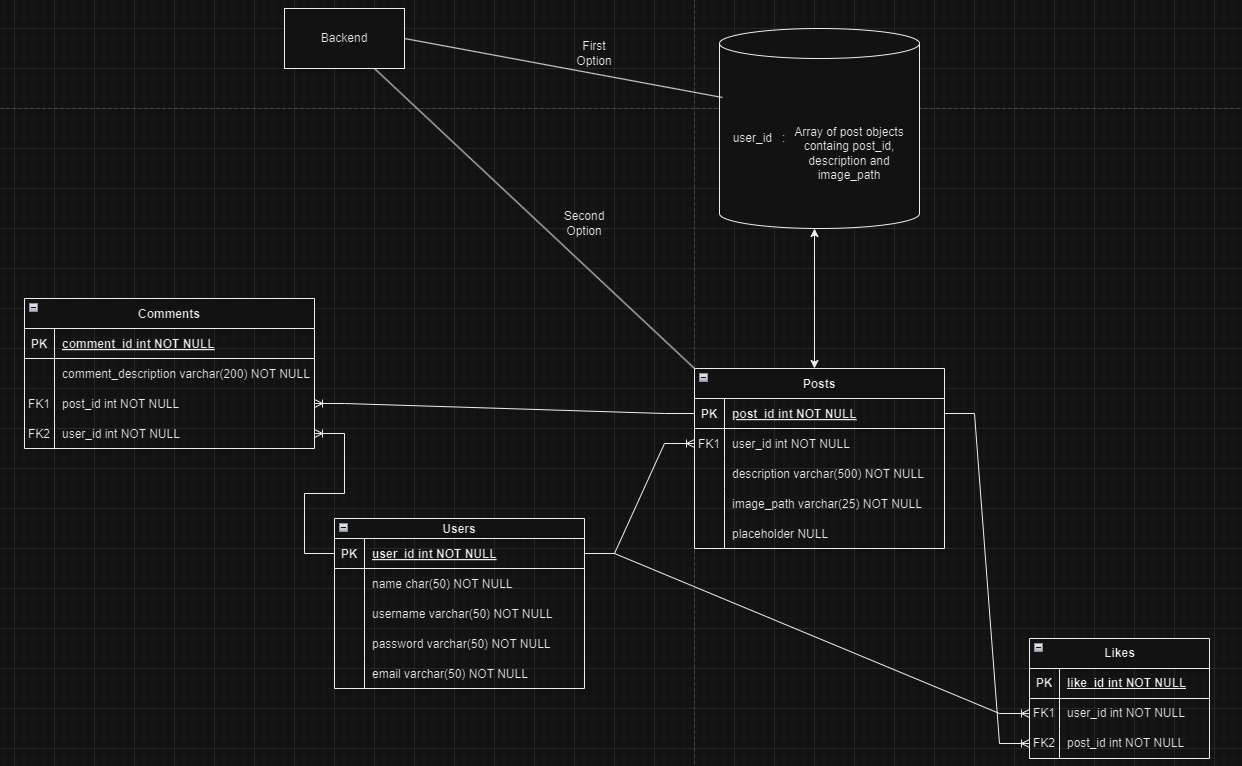 Backend
First
Option
user_id : Array of post objects
containg post_id,
description and
image_path
Second
Option
Comments
PK comment_id int NOT NULL
comment_description varchar(200) NOT NULL
FK1 post_id int NOT NULL
FK2 user_id int NOT NULL
Posts
PK post_id int NOT NULL
FK1 user_id int NOT NULL
description varchar(500) NOT NULL
image_path varchar(25) NOT NULL
placeholder NULL
Users
PK user_id int NOT NULL
name char(50) NOT NULL
username varchar(50) NOT NULL
password varchar(50) NOT NULL
email varchar(50) NOT NULL
Likes
PK like_id int NOT NULL
FK1 user_id int NOT NULL
FK2 post_id int NOT NULL